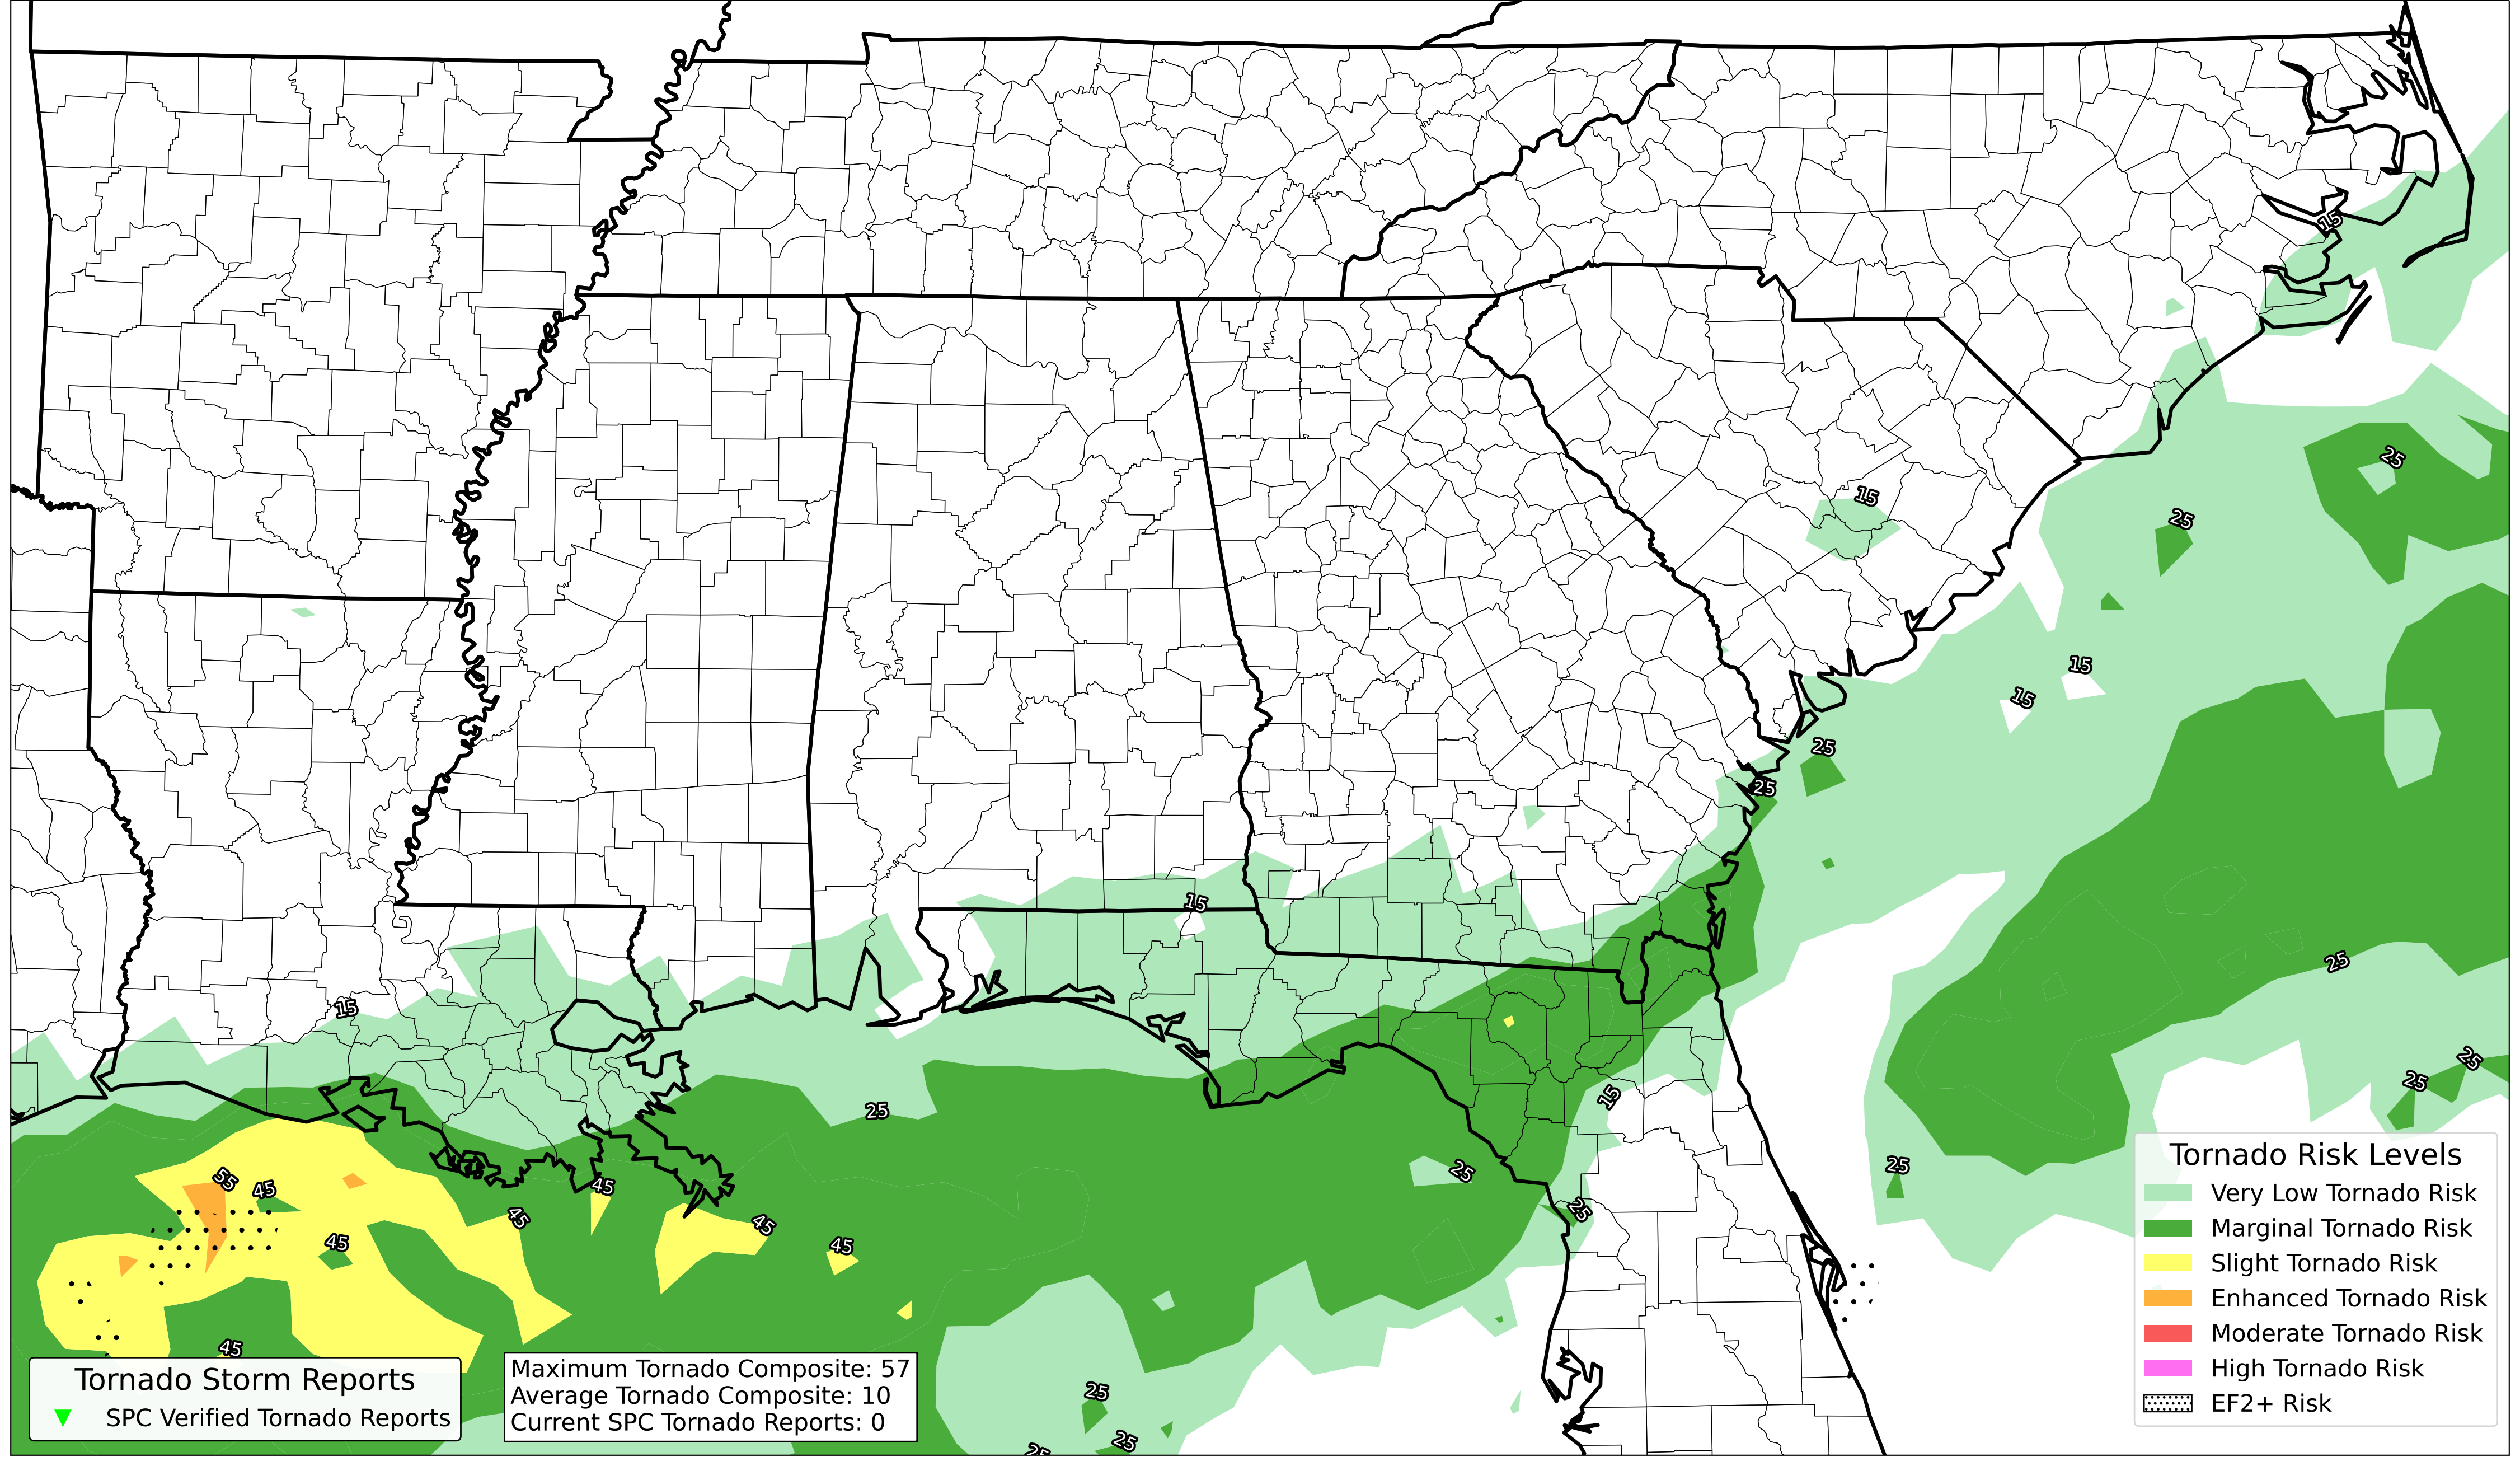 15
25
15
25
15
15
25
25
15
25
15
25
25
15
25
25
25
55
45
45
45
45
45
45
25
45
25
25
25
Tornado Storm Reports
SPC Verified Tornado Reports
Maximum Tornado Composite: 57
Average Tornado Composite: 10
Current SPC Tornado Reports: 0
Tornado Risk Levels
Very Low Tornado Risk
Marginal Tornado Risk
Slight Tornado Risk
Enhanced Tornado Risk
Moderate Tornado Risk
High Tornado Risk
EF2+ Risk